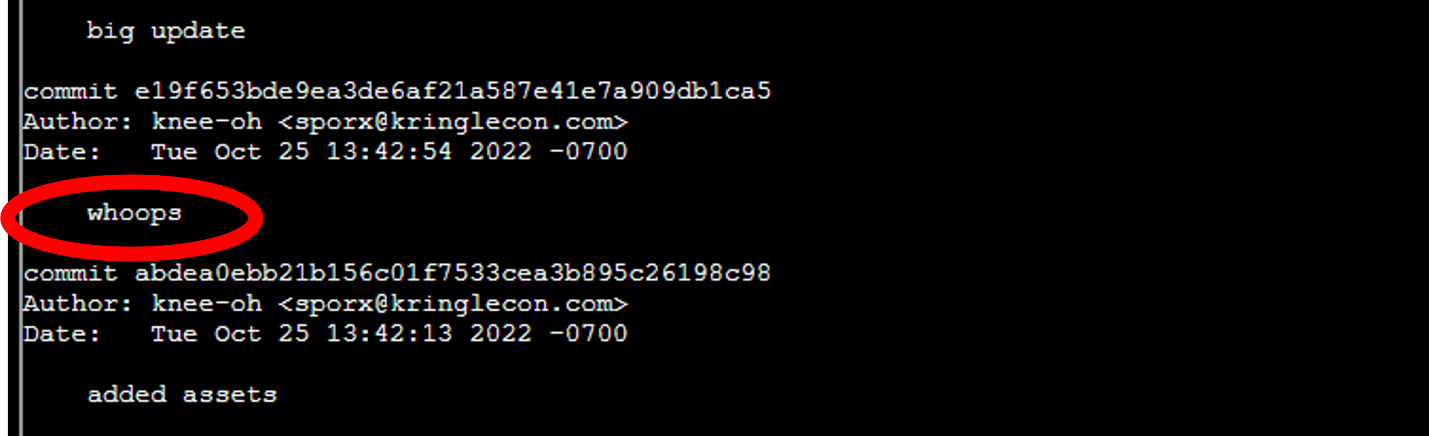 big update
commit e19f653bde9ea3de6af21a587e41e7a909db1ca5
Author: knee-oh <sporx@kringlecon.com>
Date:   Tue Oct 25 13:42:54 2022 -0700
whoops
commit abdea0ebb21b156c01f7533cea3b895c26198c98
Author: knee-oh <sporx@kringlecon.com>
Date:   Tue Oct 25 13:42:13 2022 -0700
added assets